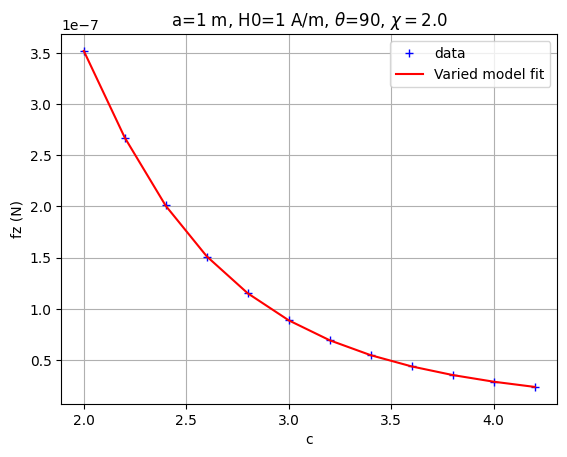 a=1 m, H0=1 A/m, θ=90, χ = 2.0
1e−7
data
Varied model fit
fz (N)
3.5
3.0
2.5
2.0
1.5
1.0
0.5
2.0 2.5 3.0 3.5 4.0
c